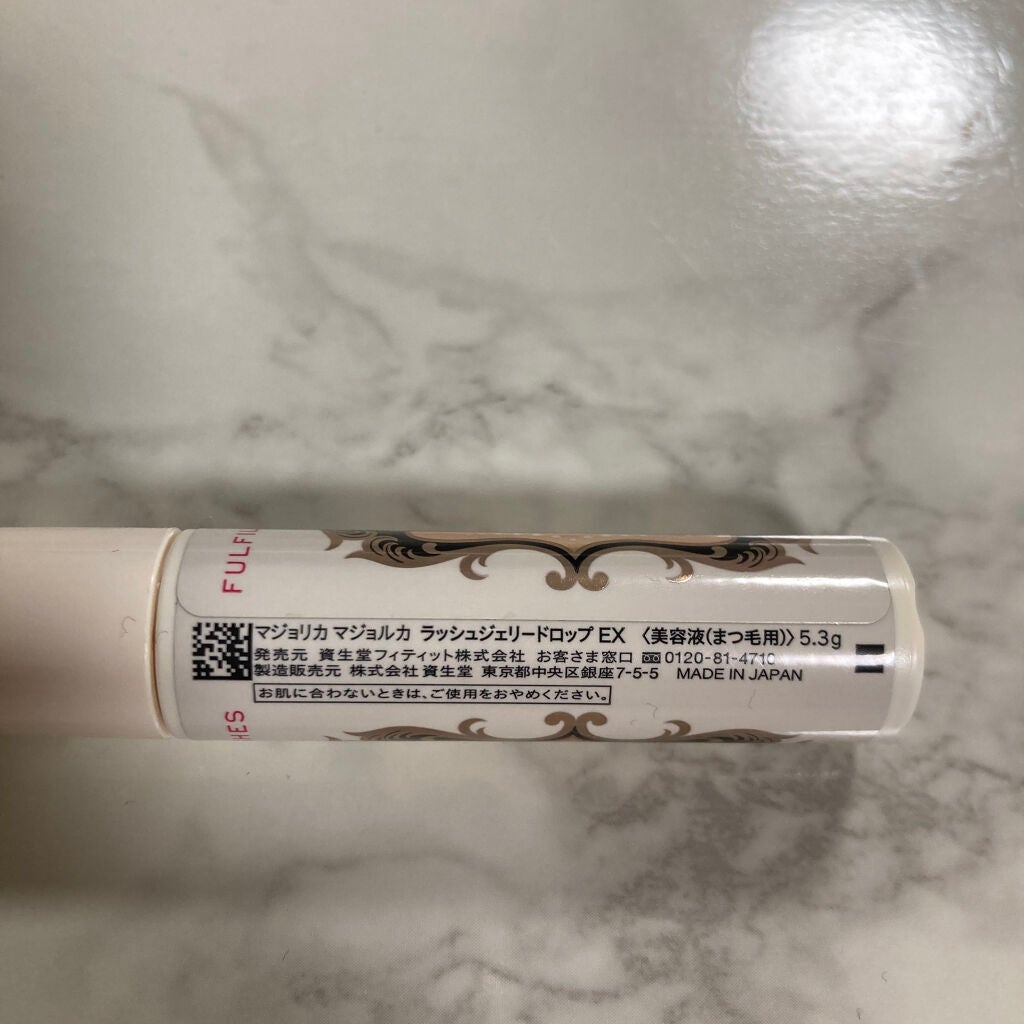 FULFIL
マジョリカ マジョルカ ラッシュジェリードロップ EX 〈美容液(まつ毛用)〉 5.3g
発売元 資生堂フィティット株式会社 お客さま窓口 0120-81-4710
製造販売元 株式会社 資生堂 東京都中央区銀座7-5-5 MADE IN JAPAN
お肌に合わないときは、ご使用をおやめください。
HES